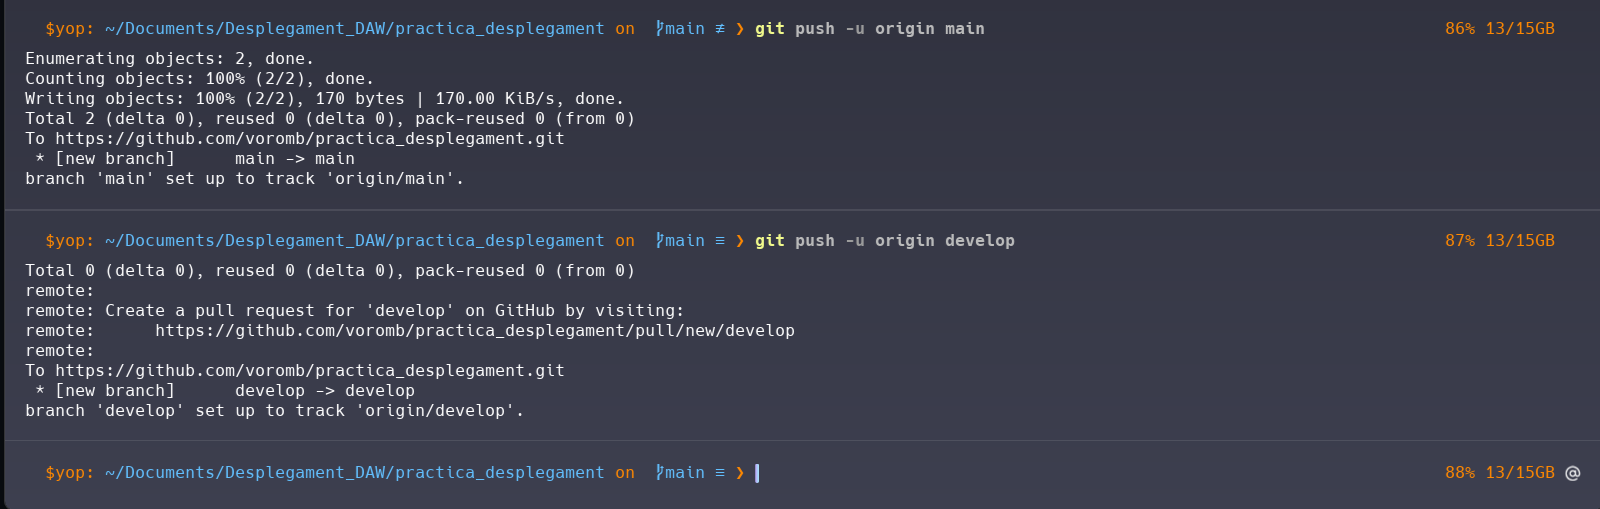 $yop: ~/Documents/Desplegament_DAW/practica_desplegament on main ≢ ❯ git push -u origin main 86% 13/15GB
Enumerating objects: 2, done.
Counting objects: 100% (2/2), done.
Writing objects: 100% (2/2), 170 bytes | 170.00 KiB/s, done.
Total 2 (delta 0), reused 0 (delta 0), pack-reused 0 (from 0)
To https://github.com/voromb/practica_desplegament.git
 * [new branch]      main -> main
branch 'main' set up to track 'origin/main'.
$yop: ~/Documents/Desplegament_DAW/practica_desplegament on main ≡ ❯ git push -u origin develop 87% 13/15GB
Total 0 (delta 0), reused 0 (delta 0), pack-reused 0 (from 0)
remote:
remote: Create a pull request for 'develop' on GitHub by visiting:
remote:      https://github.com/voromb/practica_desplegament/pull/new/develop
remote:
To https://github.com/voromb/practica_desplegament.git
 * [new branch]      develop -> develop
branch 'develop' set up to track 'origin/develop'.
$yop: ~/Documents/Desplegament_DAW/practica_desplegament on main ≡ ❯ 88% 13/15GB @